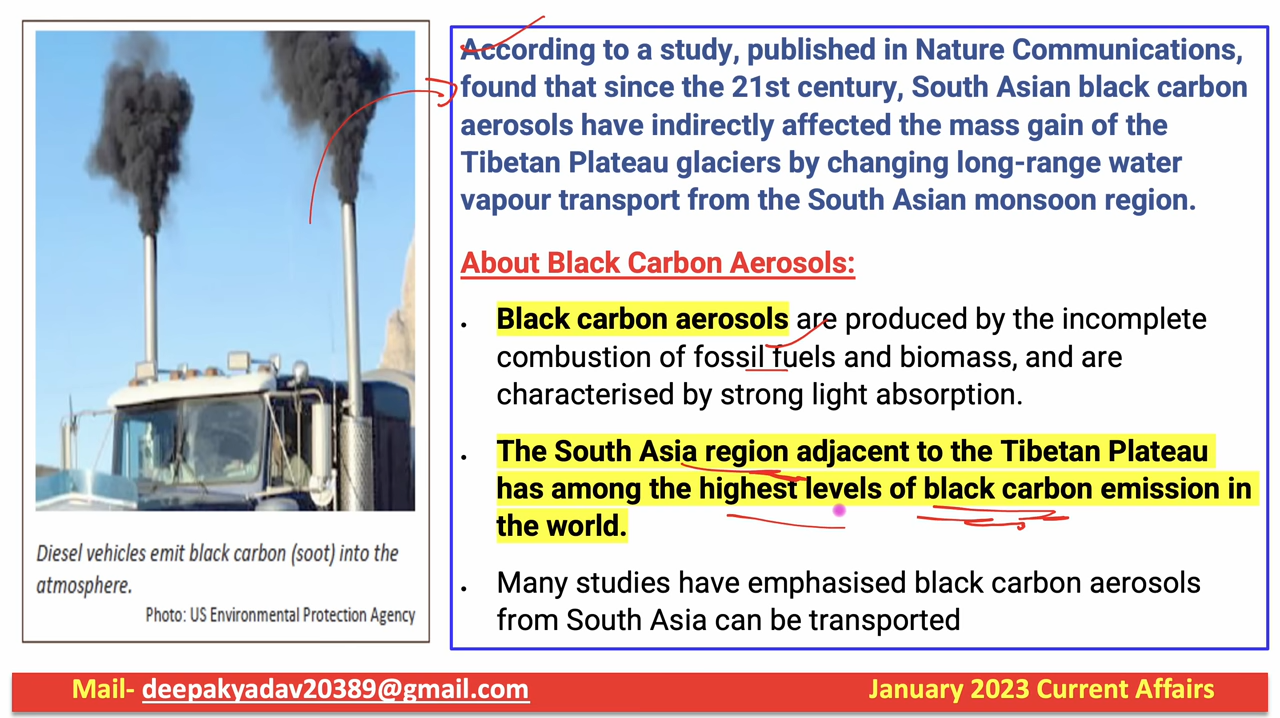 According to a study, published in Nature Communications,
found that since the 21st century, South Asian black carbon
aerosols have indirectly affected the mass gain of the
Tibetan Plateau glaciers by changing long-range water
vapour transport from the South Asian monsoon region.
About Black Carbon Aerosols:
• Black carbon aerosols are produced by the incomplete
combustion of fossil fuels and biomass, and are
characterised by strong light absorption.
• The South Asia region adjacent to the Tibetan Plateau
has among the highest levels of black carbon emission in
the world.
• Many studies have emphasised black carbon aerosols
from South Asia can be transported
Diesel vehicles emit black carbon (soot) into the
atmosphere.
Photo: US Environmental Protection Agency
Mail- deepakyadav20389@gmail.com
January 2023 Current Affairs